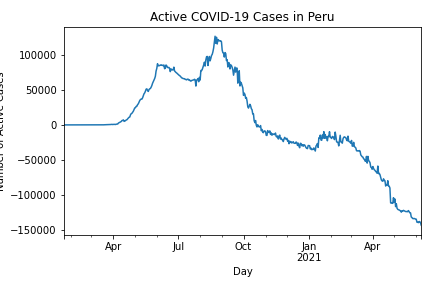 Active COVID-19 Cases in Peru
100000
50000
0
−50000
−100000
−150000
Number of Active Cases
Apr
Jul
Oct
Jan
2021
Apr
Day